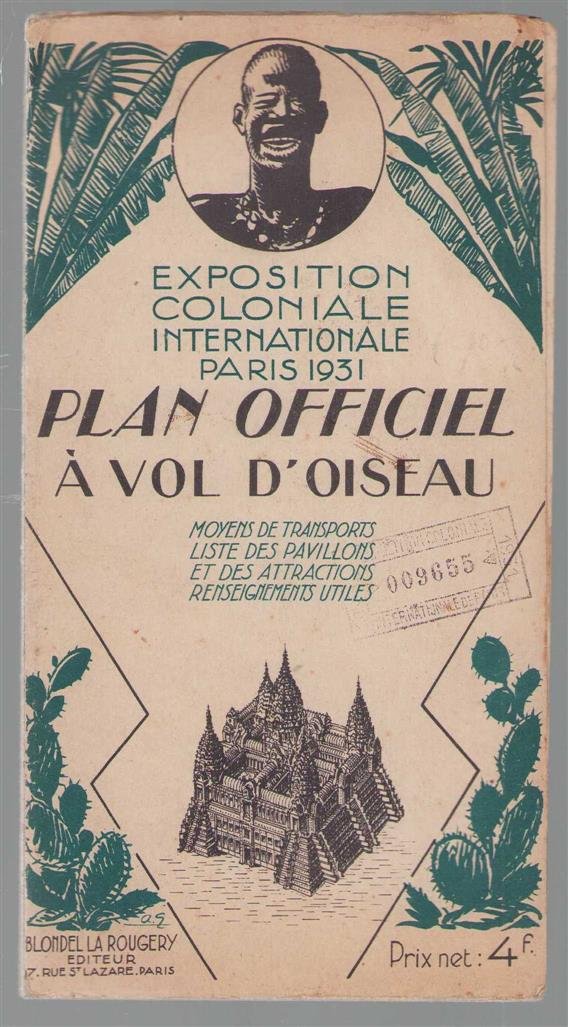 EXPOSITION
COLONIALE
INTERNATIONALE
PARIS 1931
PLAN OFFICIEL
À VOL D'OISEAU
MOYENS DE TRANSPORTS
LISTE DES PAVILLONS
ET DES ATTRACTIONS
RENSEIGNEMENTS UTILES
009655
a.G
BLONDEL LA ROUGERY
EDITEUR
7. RUE ST LAZARE. PARIS
Prix net : 4 F.